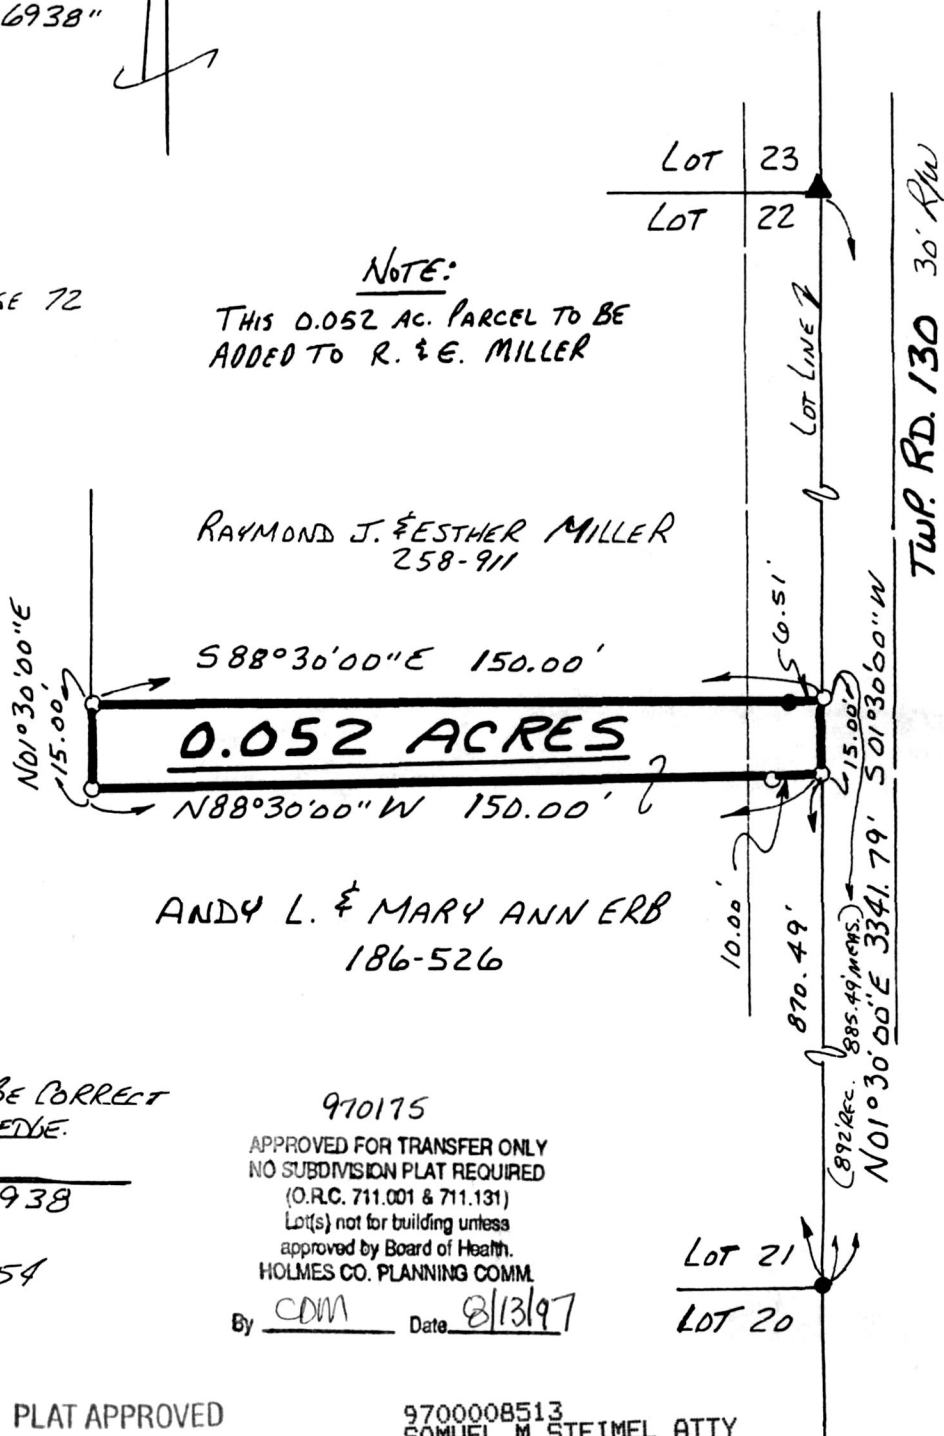 6938"
LOT 23
LOT 22
30' R/W
TWP. RD. 130
LOT LINE
NOTE:
THIS 0.052 AC. PARCEL TO BE
ADDED TO R. & E. MILLER
72
RAYMOND J. & ESTHER MILLER
258-911
N01°30'00"E
15.00'
S88°30'00"E 150.00'
0.052 ACRES
N88°30'00"W 150.00'
15.00'
S01°30'00"W
10.00'
870.49'
(892' REC. 885.49' MEAS.)
N01°30'00"E 3341.79'
ANDY L. & MARY ANN ERB
186-526
BE CORRECT
938
54
970175
APPROVED FOR TRANSFER ONLY
NO SUBDIVISION PLAT REQUIRED
(O.R.C. 711.001 & 711.131)
Lot(s) not for building unless
approved by Board of Health.
HOLMES CO. PLANNING COMM.
By CDM Date 8/13/97
LOT 21
LOT 20
PLAT APPROVED
9700008513
SAMUEL M STEIMEL ATTY